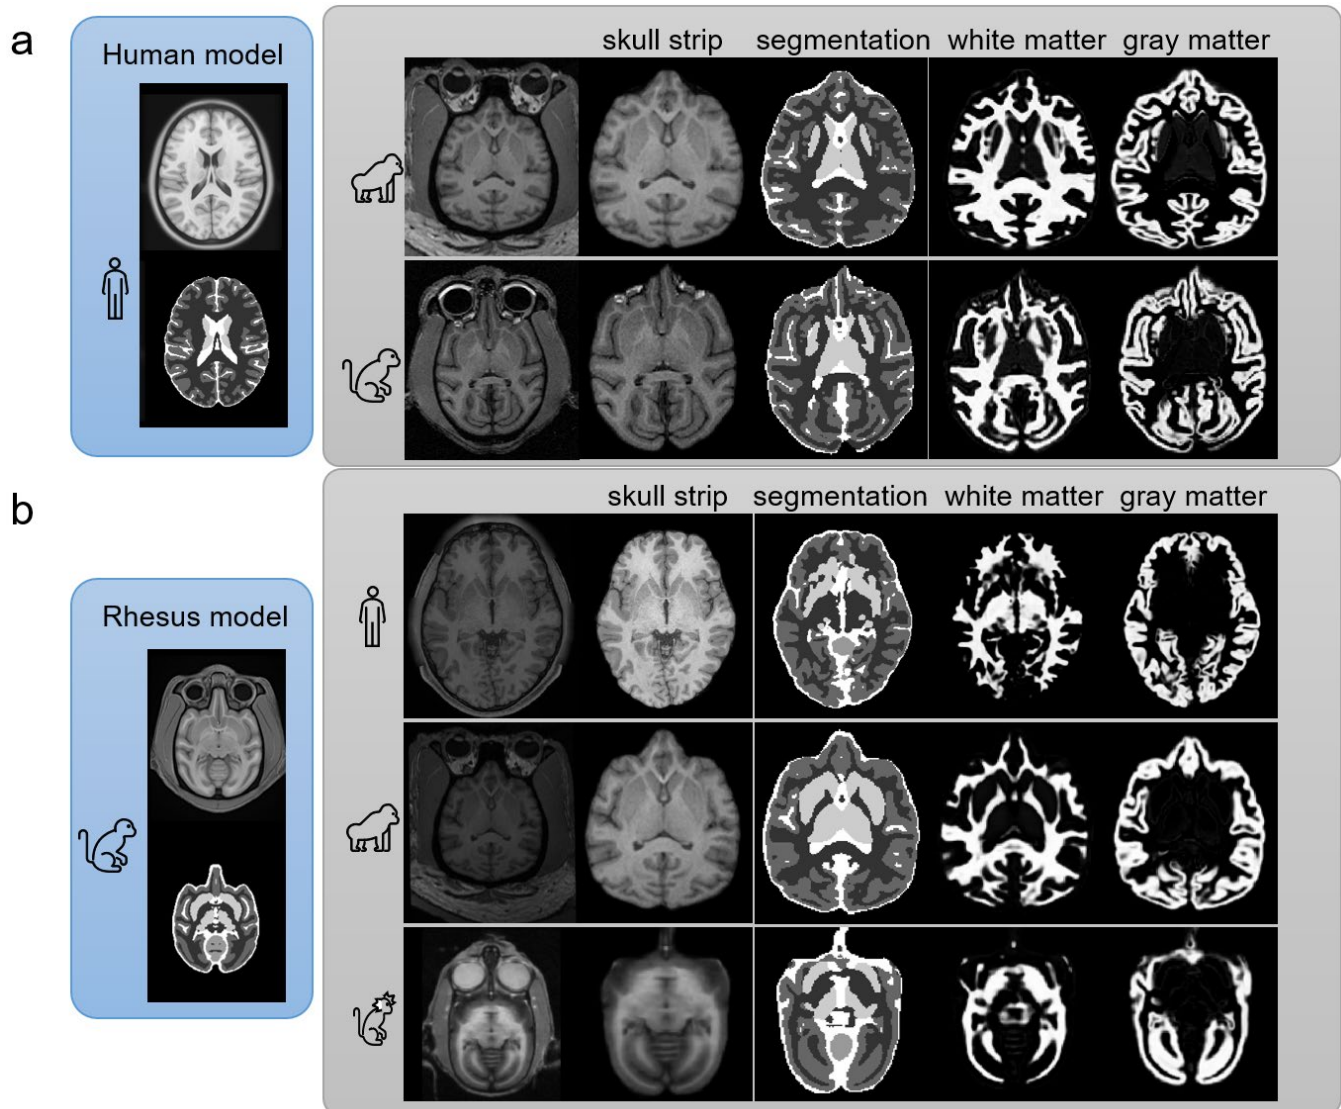 a
Human model
skull strip segmentation white matter gray matter
b
Rhesus model
skull strip segmentation white matter gray matter